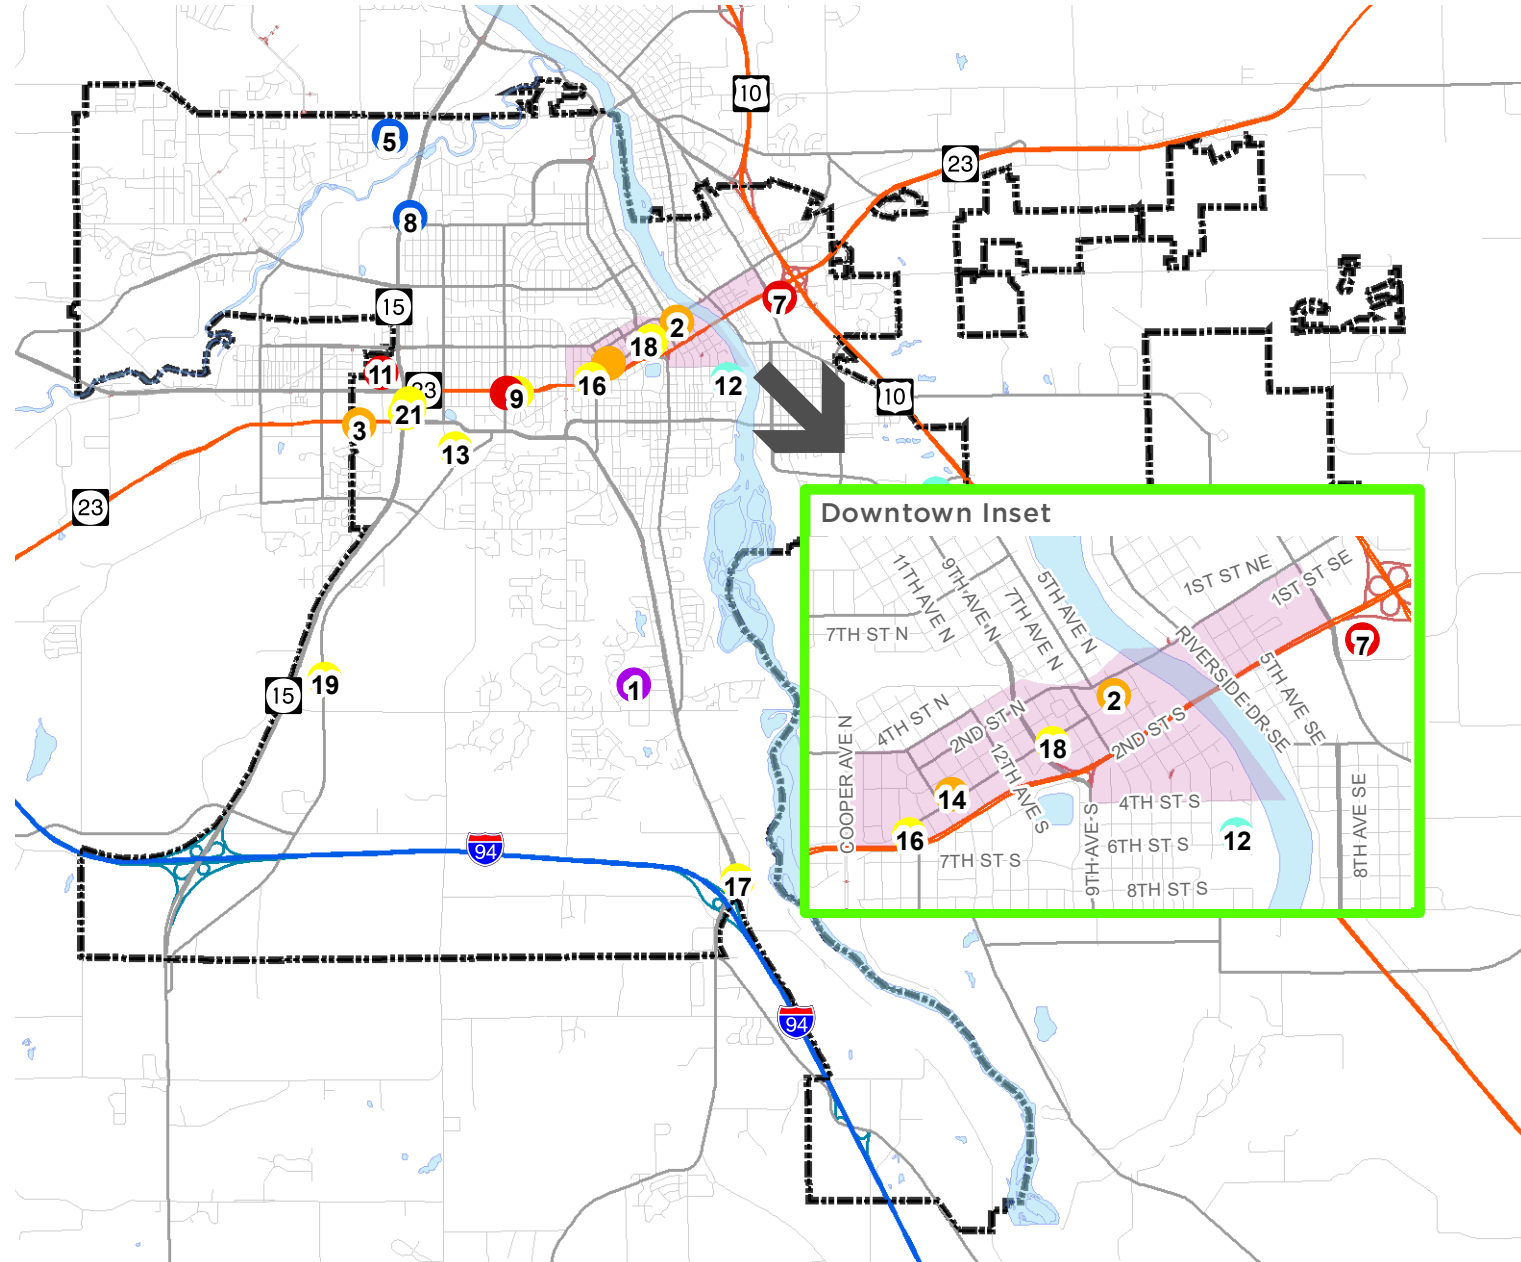 10
5
23
8
15
7
2
18
11
23
16
12
9
10
21
3
13
23
Downtown Inset
11TH AVE N
9TH AVE N
7TH AVE N
5TH AVE N
1ST ST NE
1ST ST SE
7TH ST N
RIVERSIDE DR SE
5TH AVE SE
7
4TH ST N
2ND ST N
2
2ND ST S
18
COOPER AVE N
12TH AVE S
14
4TH ST S
8TH AVE SE
16
6TH ST S
12
7TH ST S
9TH AVE S
8TH ST S
19
15
1
94
17
94